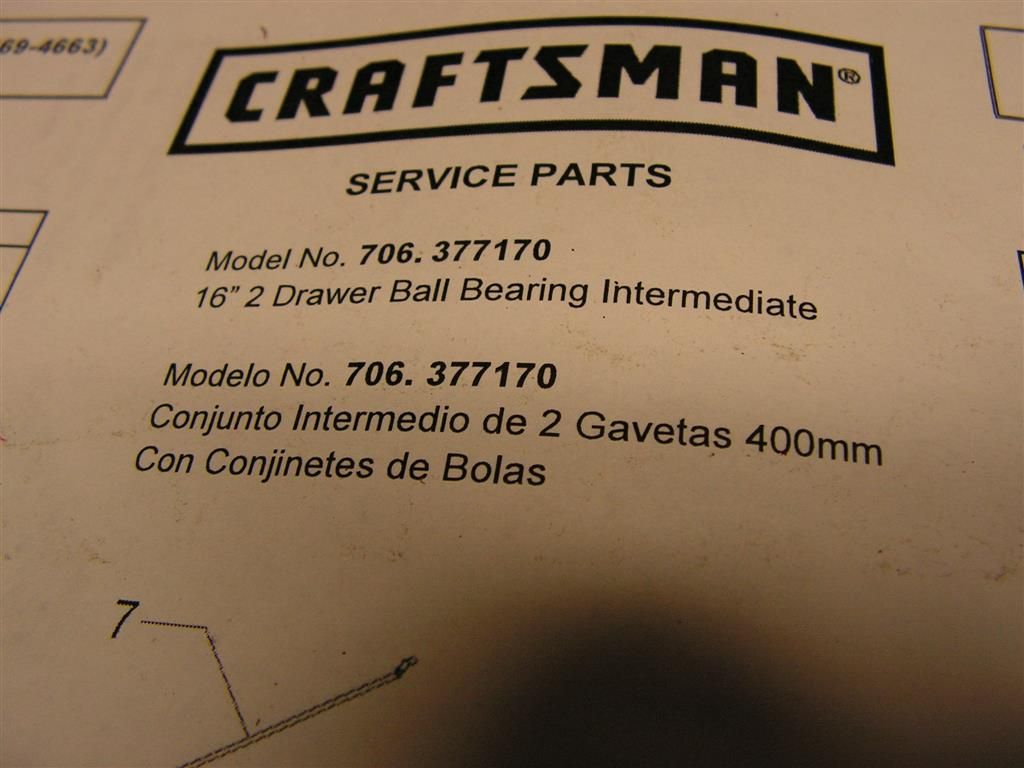 69-4663)
CRAFTSMAN®
SERVICE PARTS
Model No. 706. 377170
16" 2 Drawer Ball Bearing Intermediate
Modelo No. 706. 377170
Conjunto Intermedio de 2 Gavetas 400mm
Con Conjinetes de Bolas
7